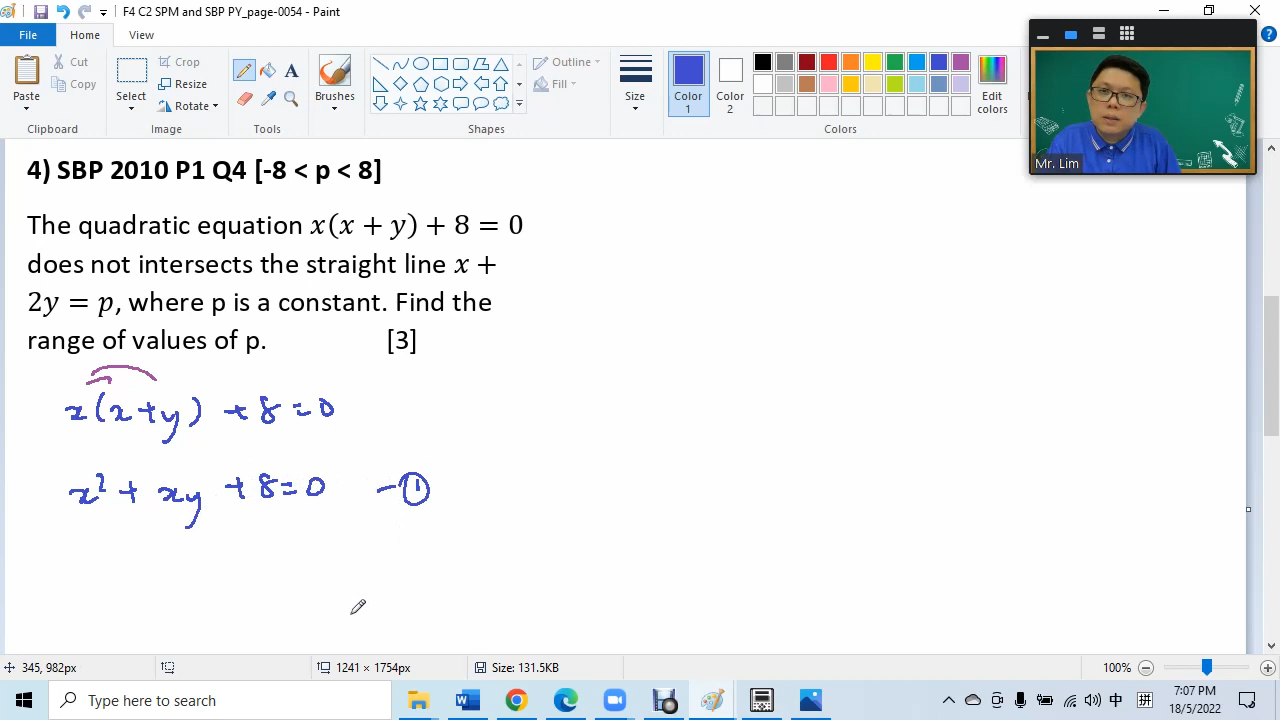 F4 C2 SPM and SBP PY_page-0054 - Paint
File Home View
Paste
Cut
Copy
Clipboard
Select
Crop
Resize
Rotate
Image
A
Tools
Brushes
Shapes
Outline
Fill
Size
Color 1
Color 2
Edit colors
Colors
Mr. Lim
4) SBP 2010 P1 Q4 [-8 < p < 8]
The quadratic equation x(x + y) + 8 = 0
does not intersects the straight line x +
2y = p, where p is a constant. Find the
range of values of p. [3]
x(x+y) +8=0
x² + xy +8=0 -①
345, 982px
1241 × 1754px
Size: 131.5KB
100%
Type here to search
中
拼
7:07 PM
18/5/2022